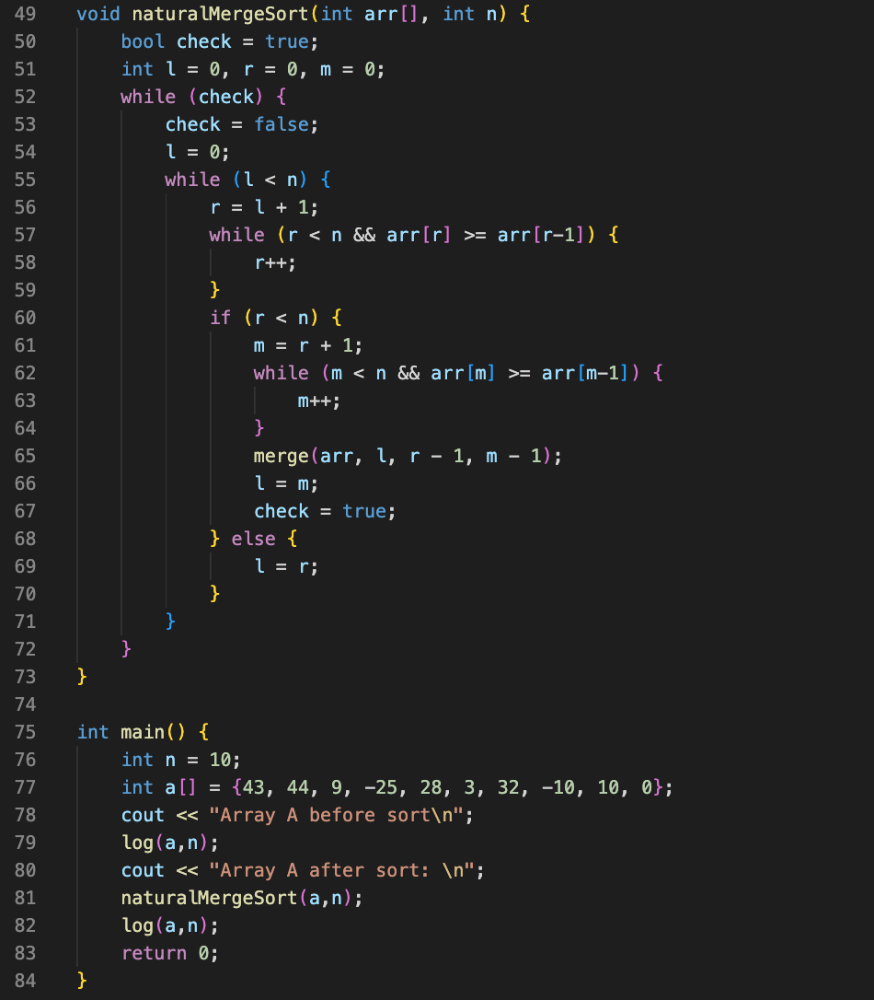 49 void naturalMergeSort(int arr[], int n) {
50     bool check = true;
51     int l = 0, r = 0, m = 0;
52     while (check) {
53         check = false;
54         l = 0;
55         while (l < n) {
56             r = l + 1;
57             while (r < n && arr[r] >= arr[r-1]) {
58                 r++;
59             }
60             if (r < n) {
61                 m = r + 1;
62                 while (m < n && arr[m] >= arr[m-1]) {
63                     m++;
64                 }
65                 merge(arr, l, r - 1, m - 1);
66                 l = m;
67                 check = true;
68             } else {
69                 l = r;
70             }
71         }
72     }
73 }
74
75 int main() {
76     int n = 10;
77     int a[] = {43, 44, 9, -25, 28, 3, 32, -10, 10, 0};
78     cout << "Array A before sort\n";
79     log(a,n);
80     cout << "Array A after sort: \n";
81     naturalMergeSort(a,n);
82     log(a,n);
83     return 0;
84 }